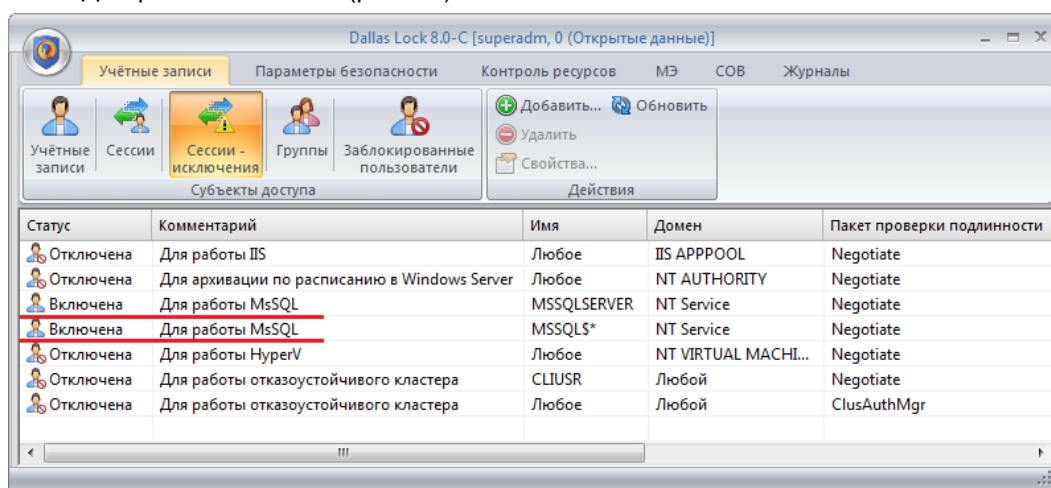 Dallas Lock 8.0-C [superadm, 0 (Открытые данные)]
Учётные записи Параметры безопасности Контроль ресурсов МЭ СОВ Журналы
Учётные записи
Сессии
Сессии - исключения
Группы
Заблокированные пользователи
Субъекты доступа
Добавить... Обновить
Удалить
Свойства...
Действия
Статус Комментарий Имя Домен Пакет проверки подлинности
Отключена Для работы IIS Любое IIS APPPOOL Negotiate
Отключена Для архивации по расписанию в Windows Server Любое NT AUTHORITY Negotiate
Включена Для работы MsSQL MSSQLSERVER NT Service Negotiate
Включена Для работы MsSQL MSSQL$* NT Service Negotiate
Отключена Для работы HyperV Любое NT VIRTUAL MACHI... Negotiate
Отключена Для работы отказоустойчивого кластера CLIUSR Любой Negotiate
Отключена Для работы отказоустойчивого кластера Любое Любой ClusAuthMgr